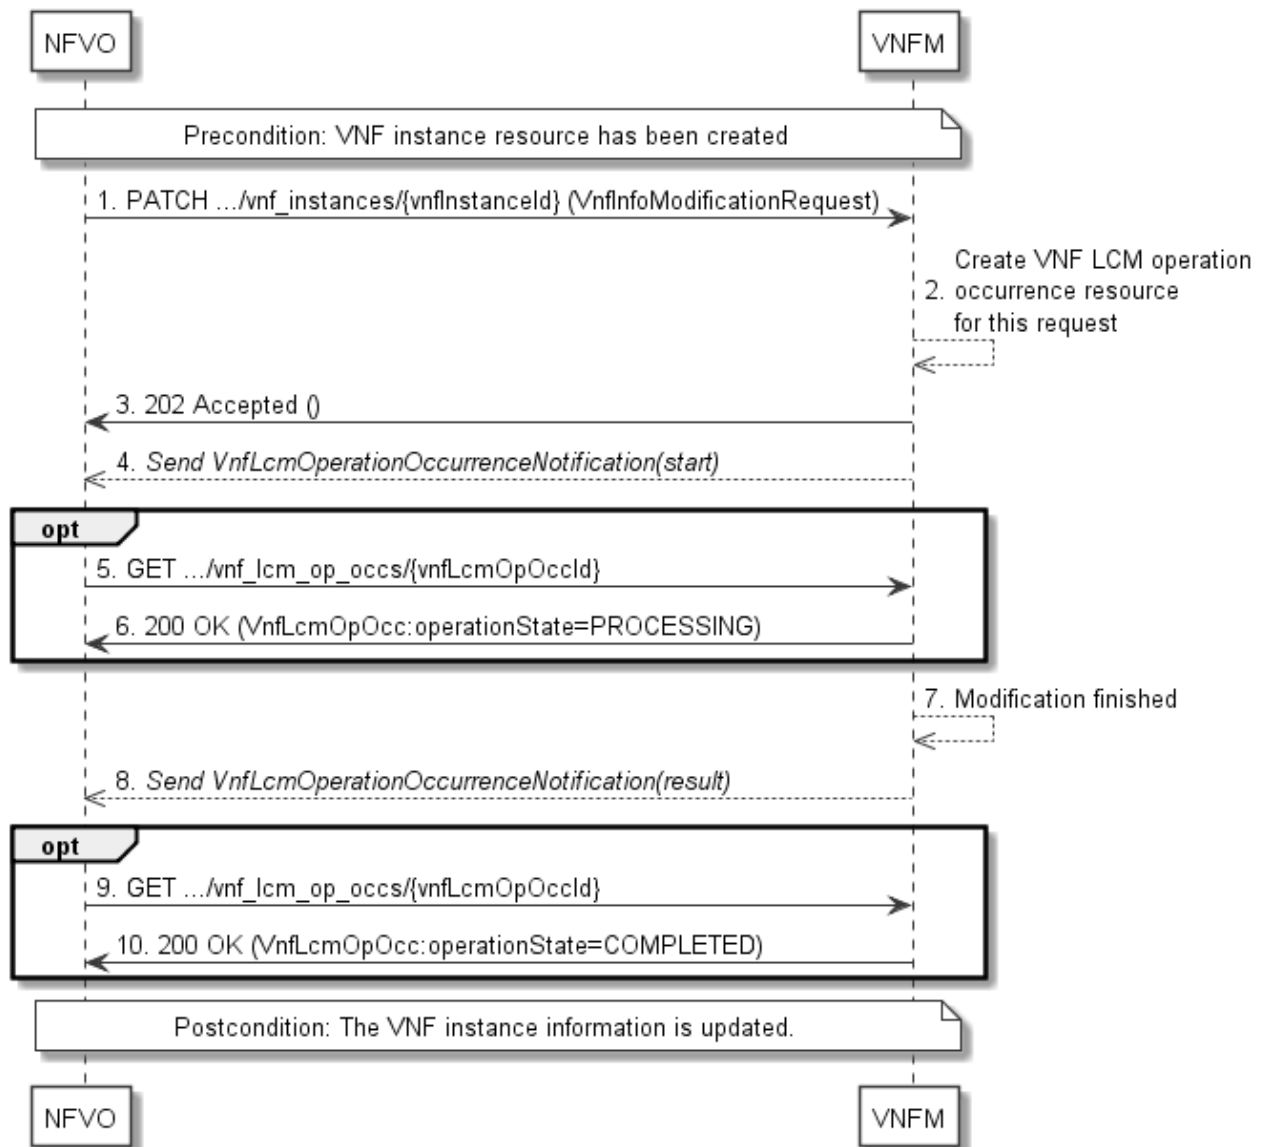 NFVO VNFM
Precondition: VNF instance resource has been created
1. PATCH .../vnf_instances/{vnfInstanceId} (VnfInfoModificationRequest)
Create VNF LCM operation
2. occurrence resource
for this request
3. 202 Accepted ()
4. Send VnfLcmOperationOccurrenceNotification(start)
opt
5. GET .../vnf_lcm_op_occs/{vnfLcmOpOccId}
6. 200 OK (VnfLcmOpOcc:operationState=PROCESSING)
7. Modification finished
8. Send VnfLcmOperationOccurrenceNotification(result)
opt
9. GET .../vnf_lcm_op_occs/{vnfLcmOpOccId}
10. 200 OK (VnfLcmOpOcc:operationState=COMPLETED)
Postcondition: The VNF instance information is updated.
NFVO VNFM